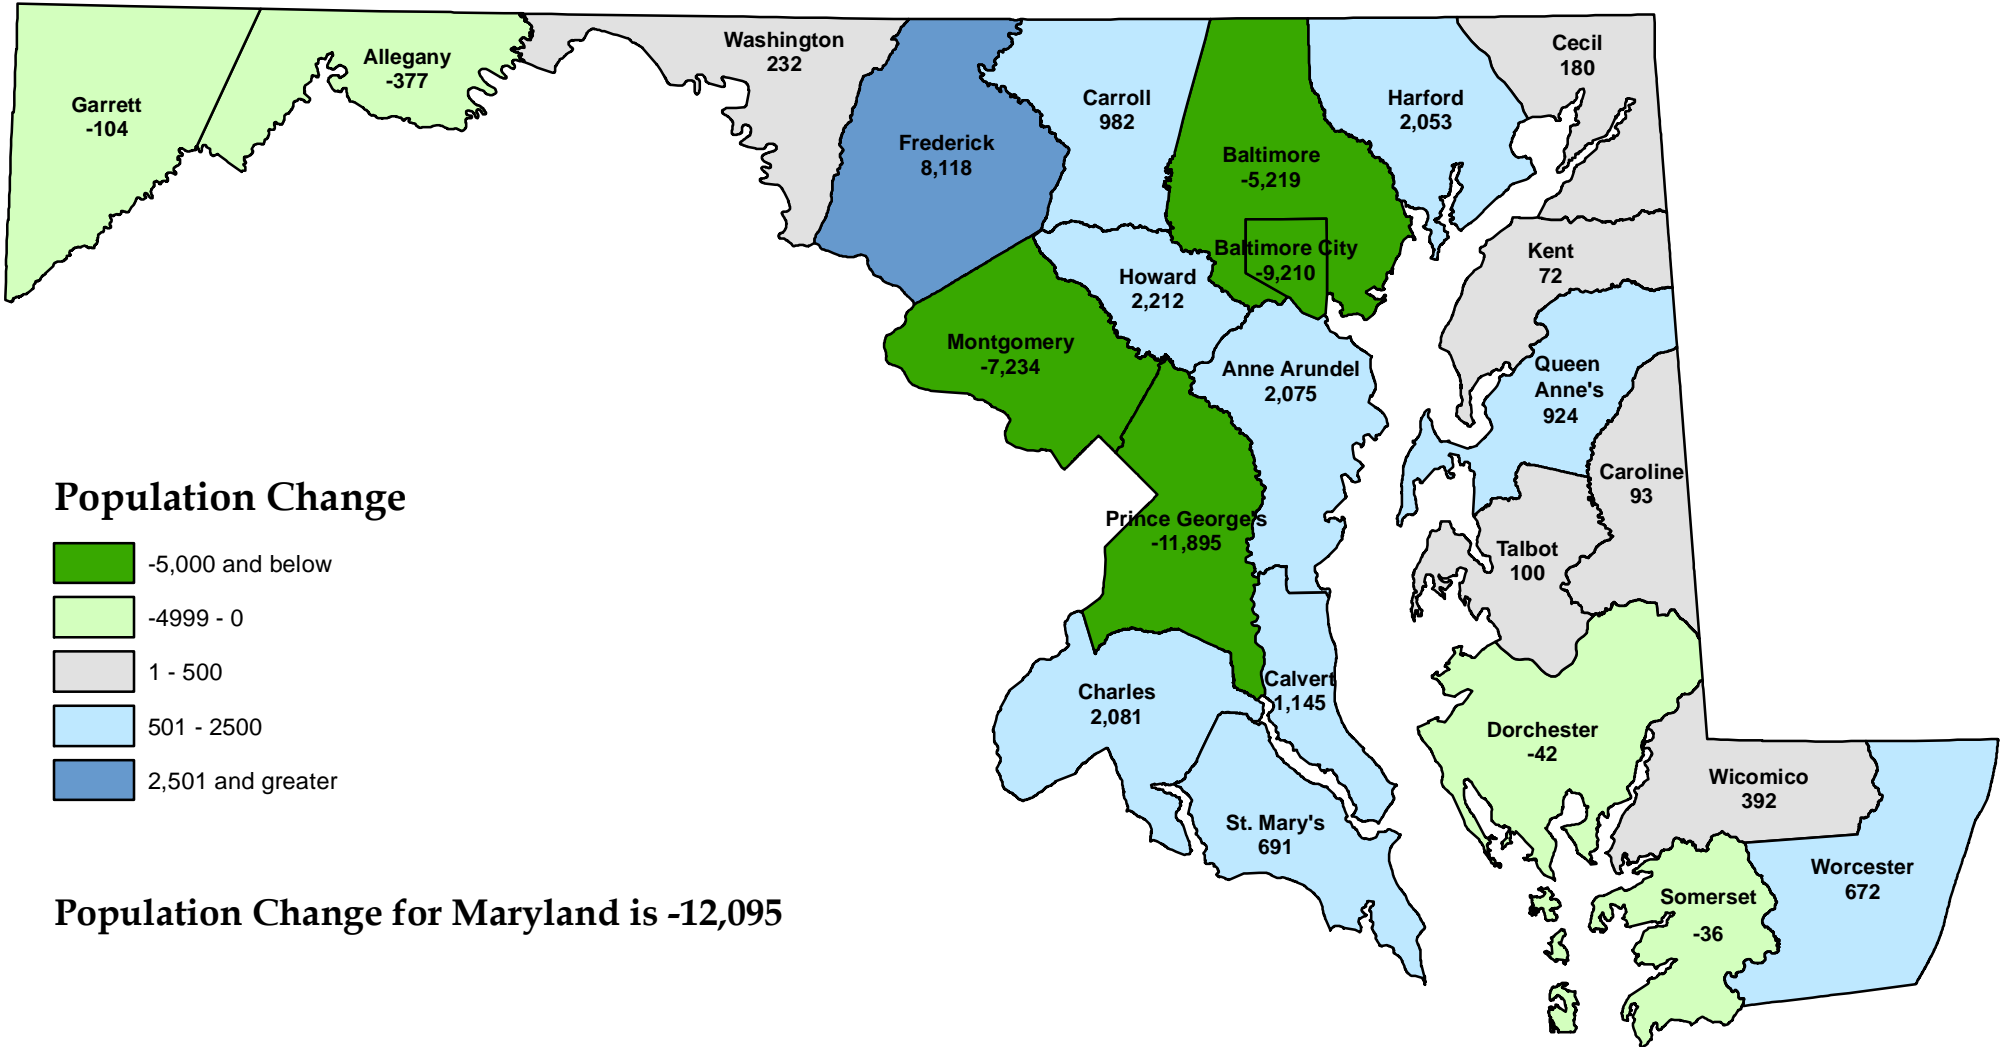 Garrett
-104
Allegany
-377
Washington
232
Frederick
8,118
Carroll
982
Baltimore
-5,219
Baltimore City
-9,210
Harford
2,053
Cecil
180
Kent
72
Howard
2,212
Montgomery
-7,234
Anne Arundel
2,075
Queen
Anne's
924
Caroline
93
Prince George's
-11,895
Talbot
100
Charles
2,081
Calvert
1,145
St. Mary's
691
Dorchester
-42
Wicomico
392
Worcester
672
Somerset
-36
Population Change
-5,000 and below
-4999 - 0
1 - 500
501 - 2500
2,501 and greater
Population Change for Maryland is -12,095